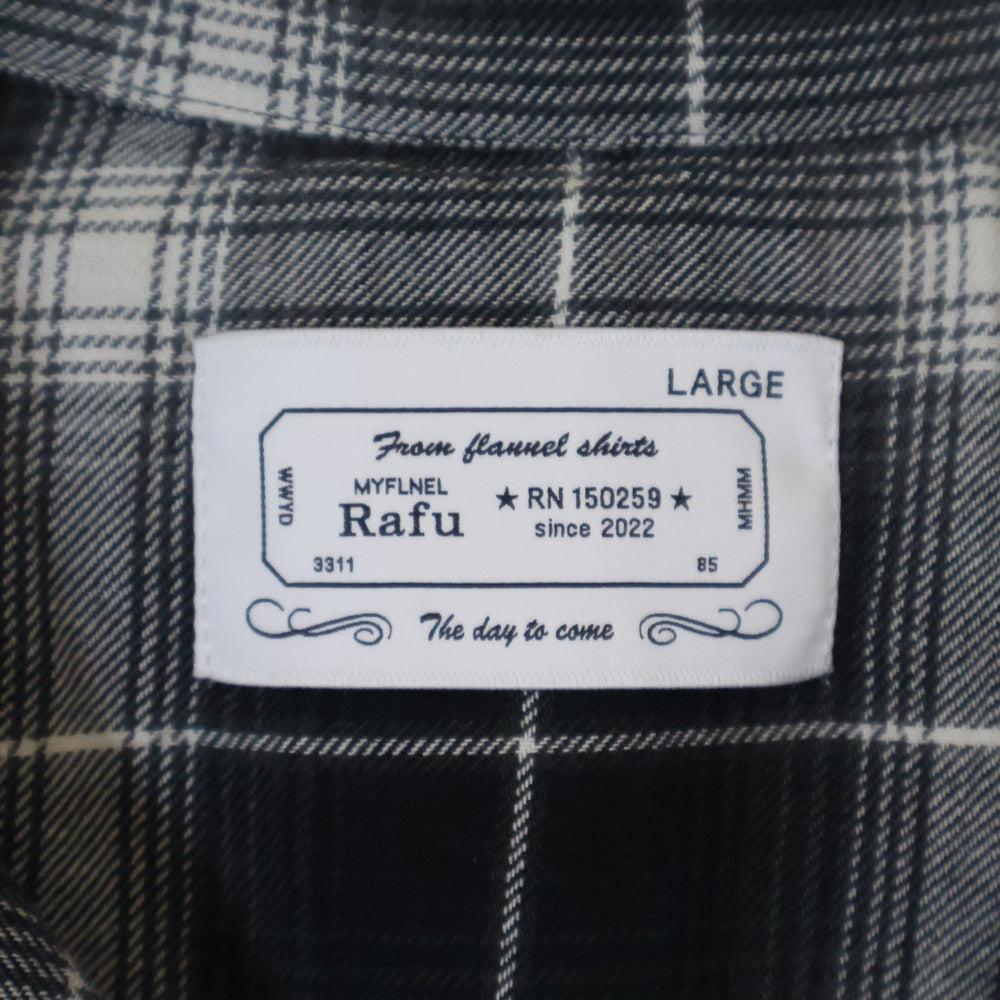 LARGE
From flannel shirts
WWYD
MYFLNEL
Rafu
★ RN 150259 ★
since 2022
MHMM
3311
85
The day to come